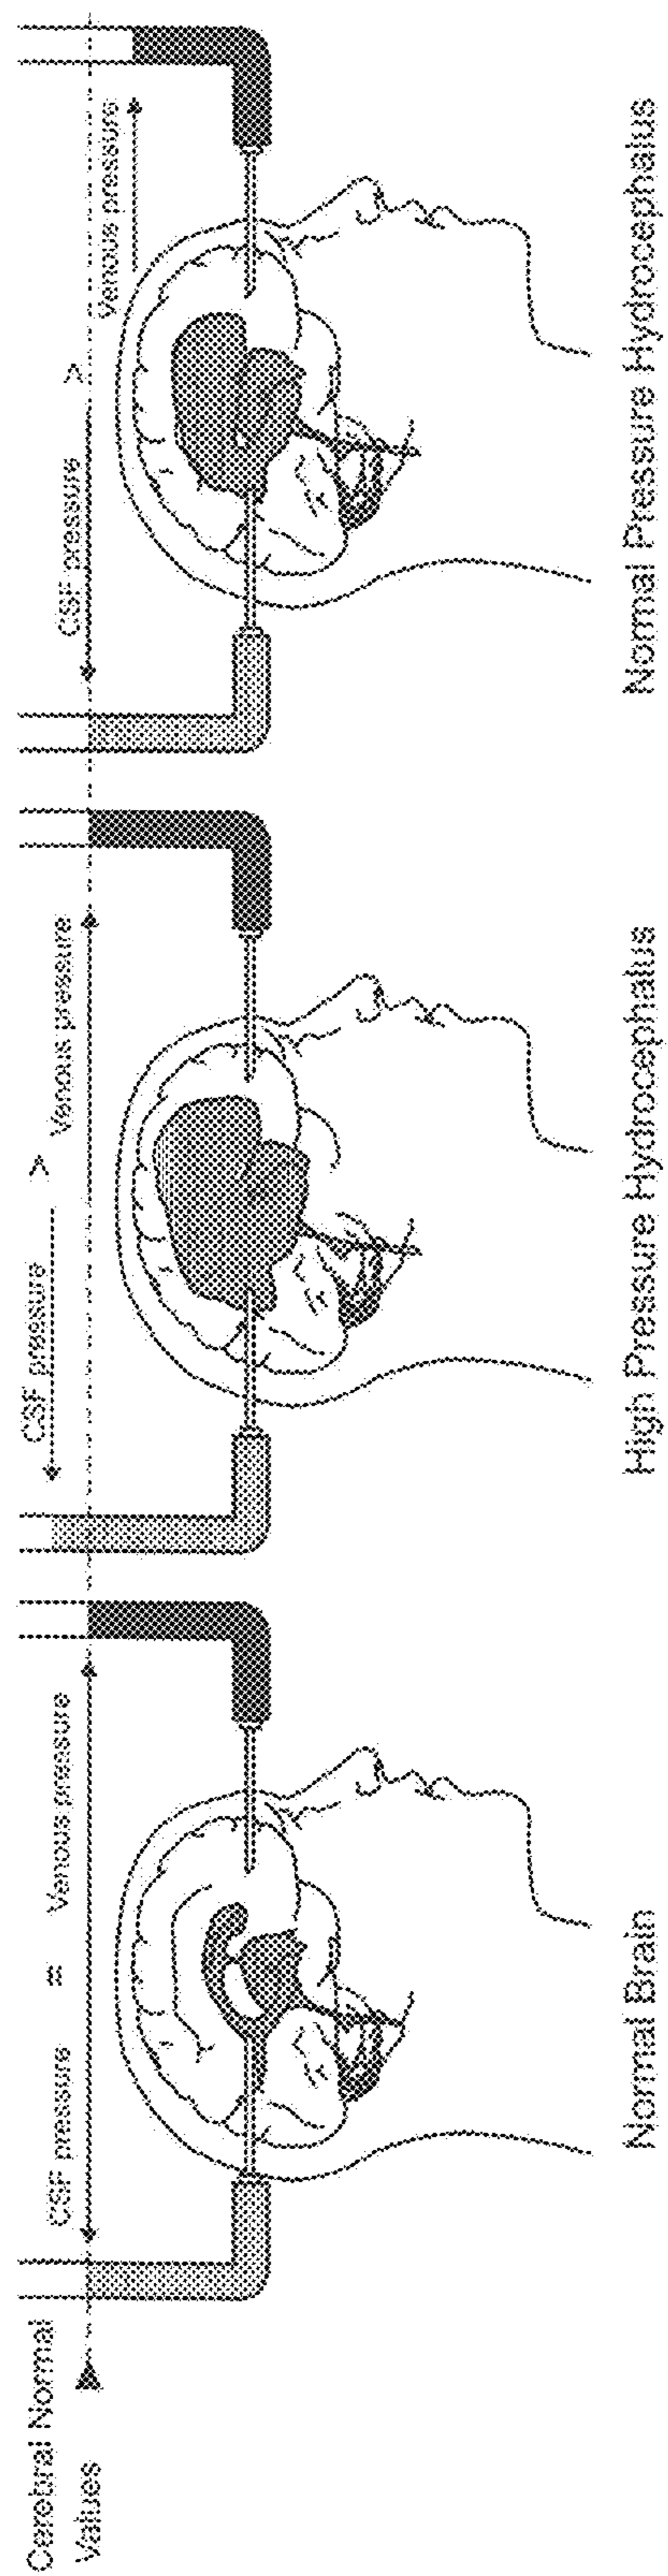 Cerebral Normal
Values
CSF pressure = Venous pressure
CSF pressure > Venous pressure
CSF pressure > Venous pressure
Normal Brain
High Pressure Hydrocephalus
Normal Pressure Hydrocephalus